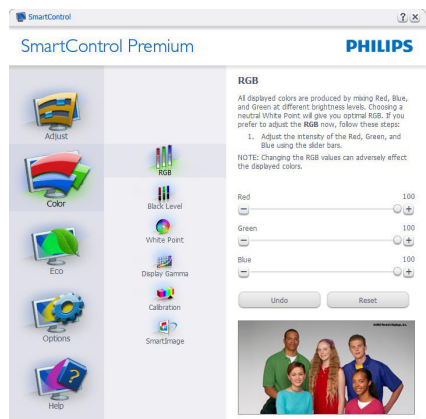 SmartControl
SmartControl Premium
PHILIPS
Adjust
Color
Eco
Options
Help
RGB
Black Level
White Point
Display Gamma
Calibration
SmartImage
RGB
All displayed colors are produced by mixing Red, Blue,
and Green at different brightness levels. Choosing a
neutral White Point will give you optimal RGB. If you
prefer to adjust the RGB now, follow these steps:
1. Adjust the intensity of the Red, Green, and
Blue using the slider bars.
NOTE: Changing the RGB values can adversely effect
the displayed colors.
Red 100
Green 100
Blue 100
Undo Reset